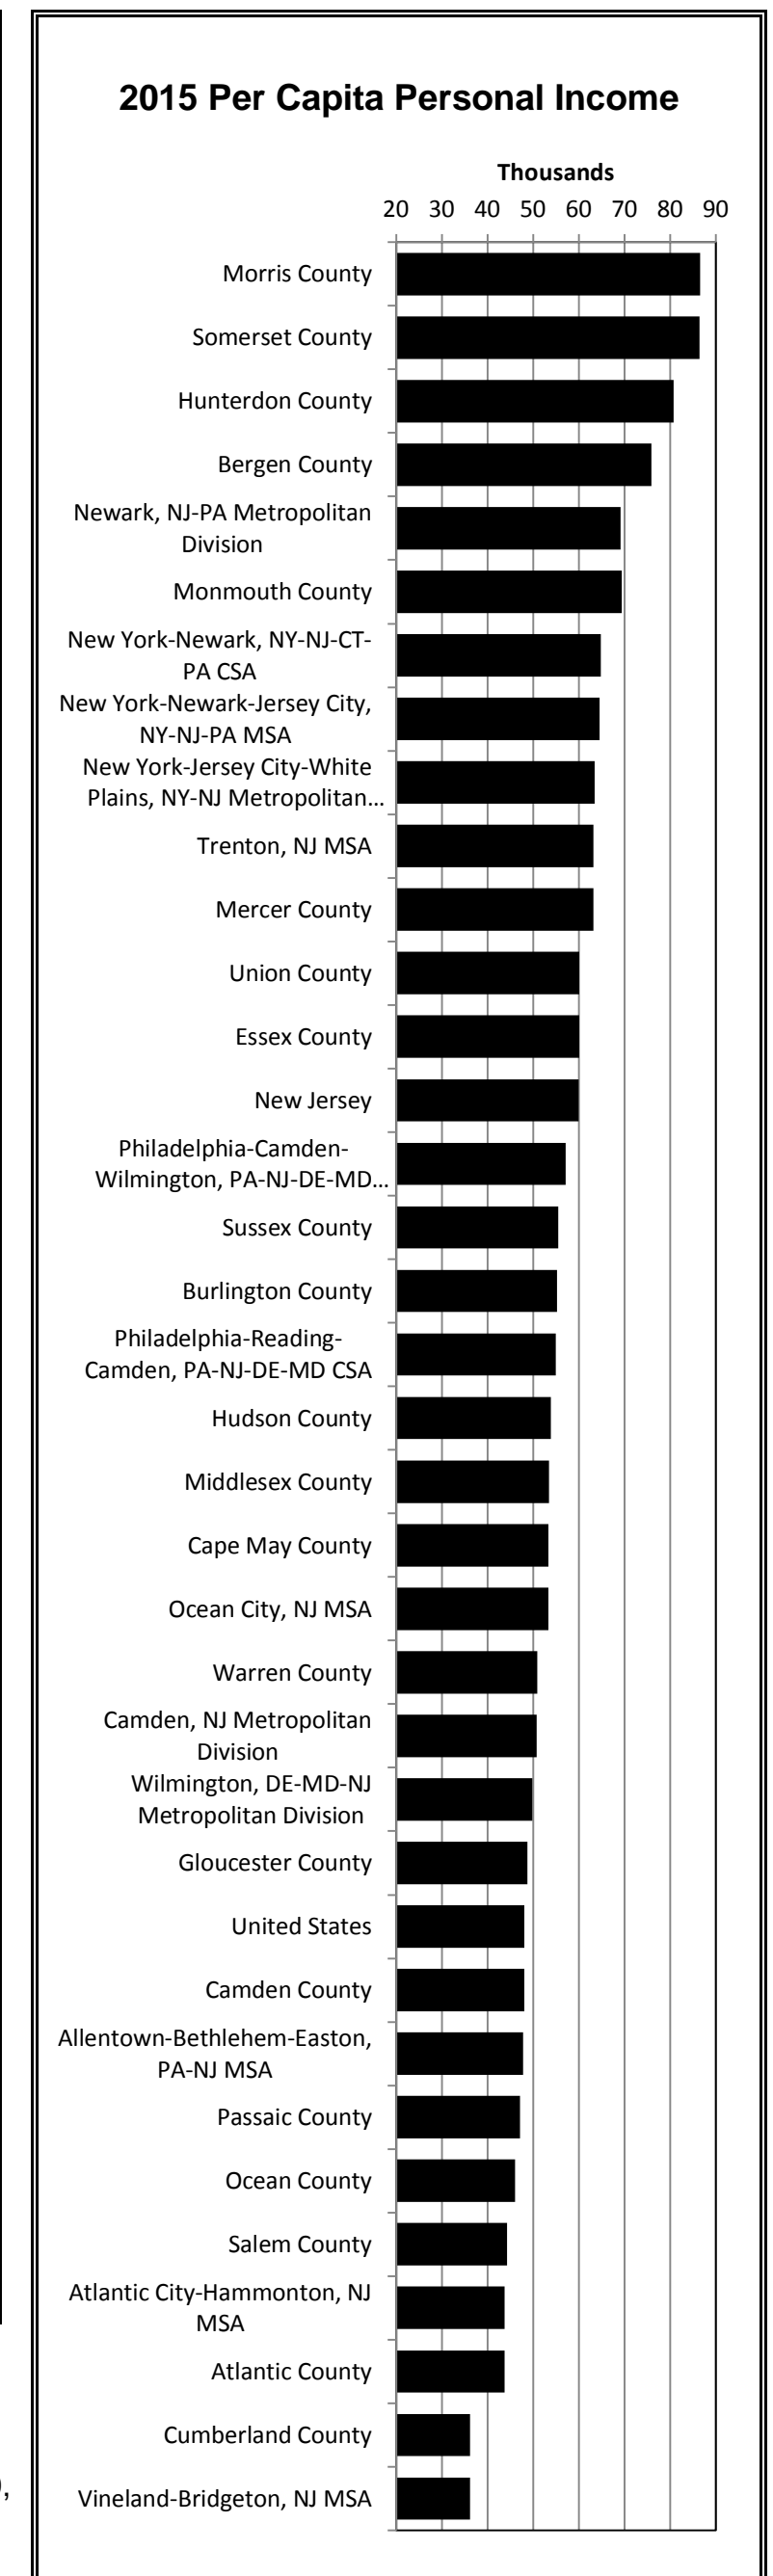 2015 Per Capita Personal Income
Thousands
20 30 40 50 60 70 80 90
Morris County
Somerset County
Hunterdon County
Bergen County
Newark, NJ-PA Metropolitan
Division
Monmouth County
New York-Newark, NY-NJ-CT-
PA CSA
New York-Newark-Jersey City,
NY-NJ-PA MSA
New York-Jersey City-White
Plains, NY-NJ Metropolitan...
Trenton, NJ MSA
Mercer County
Union County
Essex County
New Jersey
Philadelphia-Camden-
Wilmington, PA-NJ-DE-MD...
Sussex County
Burlington County
Philadelphia-Reading-
Camden, PA-NJ-DE-MD CSA
Hudson County
Middlesex County
Cape May County
Ocean City, NJ MSA
Warren County
Camden, NJ Metropolitan
Division
Wilmington, DE-MD-NJ
Metropolitan Division
Gloucester County
United States
Camden County
Allentown-Bethlehem-Easton,
PA-NJ MSA
Passaic County
Ocean County
Salem County
Atlantic City-Hammonton, NJ
MSA
Atlantic County
Cumberland County
Vineland-Bridgeton, NJ MSA